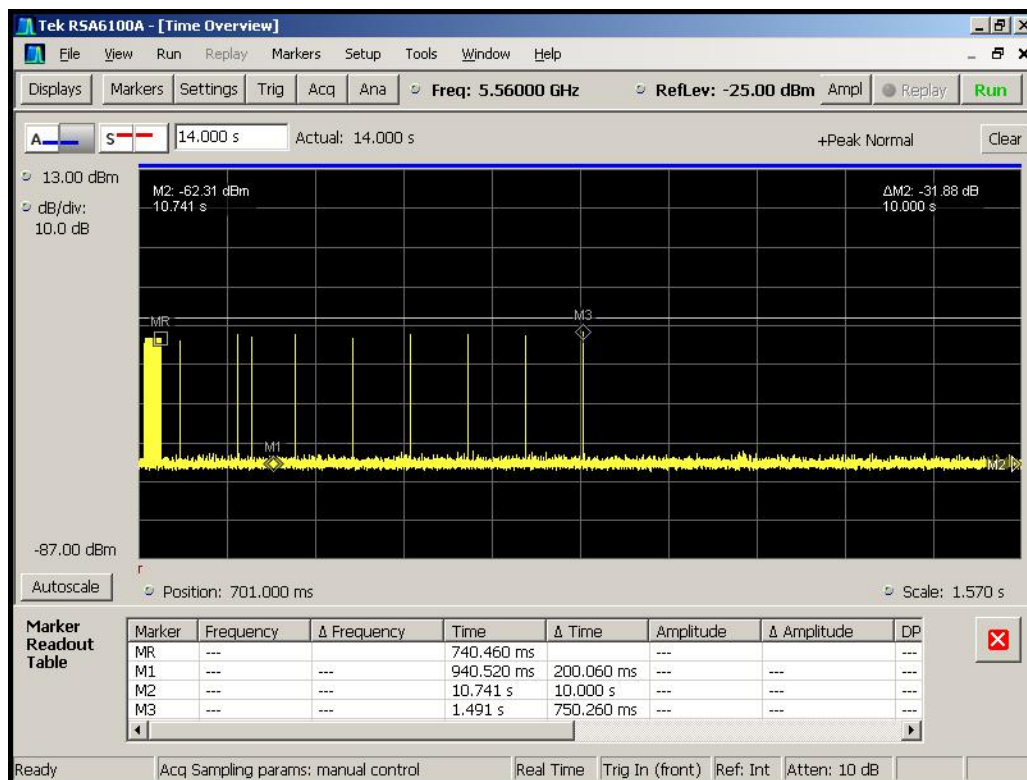 Tek RSA6100A - [Time Overview]
File View Run Replay Markers Setup Tools Window Help
Displays Markers Settings Trig Acq Ana Freq: 5.56000 GHz RefLev: -25.00 dBm Ampl Replay Run
A S 14.000 s Actual: 14.000 s +Peak Normal Clear
13.00 dBm
dB/div:
10.0 dB
M2: -62.31 dBm ΔM2: -31.88 dB
10.741 s 10.000 s
MR M3
M1
M2
-87.00 dBm
Autoscale Position: 701.000 ms Scale: 1.570 s
Marker
Readout
Table
Marker Frequency Δ Frequency Time Δ Time Amplitude Δ Amplitude DP
MR --- 740.460 ms --- ---
M1 --- --- 940.520 ms 200.060 ms --- --- ---
M2 --- --- 10.741 s 10.000 s --- --- ---
M3 --- --- 1.491 s 750.260 ms --- --- ---
Ready Acq Sampling params: manual control Real Time Trig In (front) Ref: Int Atten: 10 dB